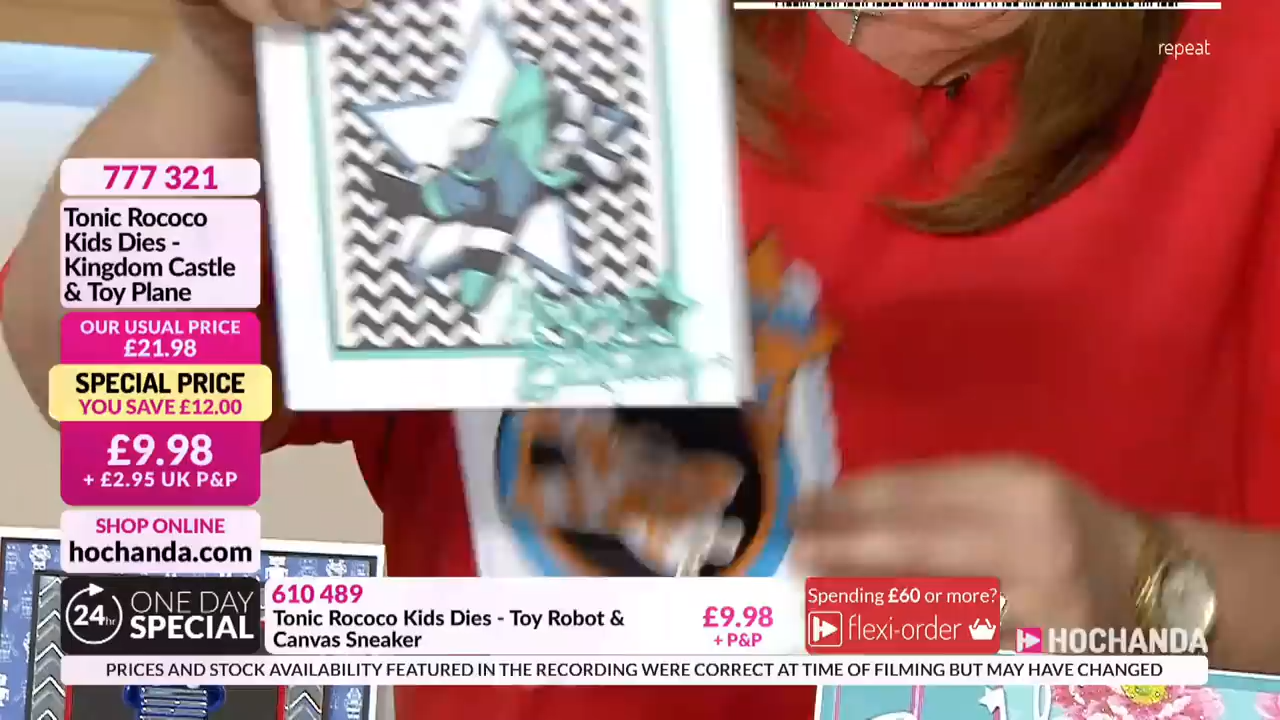 repeat
777 321
Tonic Rococo
Kids Dies -
Kingdom Castle
& Toy Plane
OUR USUAL PRICE
£21.98
SPECIAL PRICE
YOU SAVE £12.00
£9.98
+ £2.95 UK P&P
SHOP ONLINE
hochanda.com
24hr
ONE DAY
SPECIAL
610 489
Tonic Rococo Kids Dies - Toy Robot &
Canvas Sneaker
£9.98
+ P&P
Spending £60 or more?
flexi-order
HOCHANDA
PRICES AND STOCK AVAILABILITY FEATURED IN THE RECORDING WERE CORRECT AT TIME OF FILMING BUT MAY HAVE CHANGED